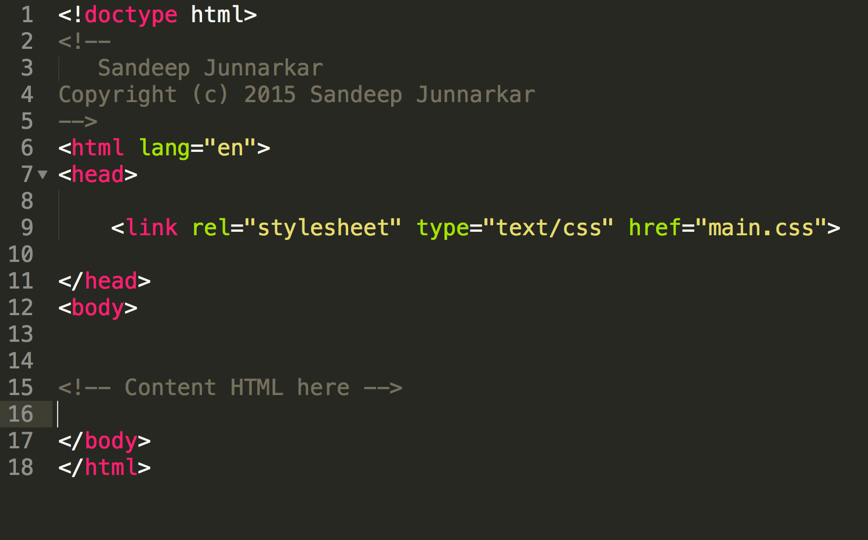 1 <!doctype html>
2 <!--
3 Sandeep Junnarkar
4 Copyright (c) 2015 Sandeep Junnarkar
5 -->
6 <html lang="en">
7 <head>
8
9 <link rel="stylesheet" type="text/css" href="main.css">
10
11 </head>
12 <body>
13
14
15 <!-- Content HTML here -->
16
17 </body>
18 </html>